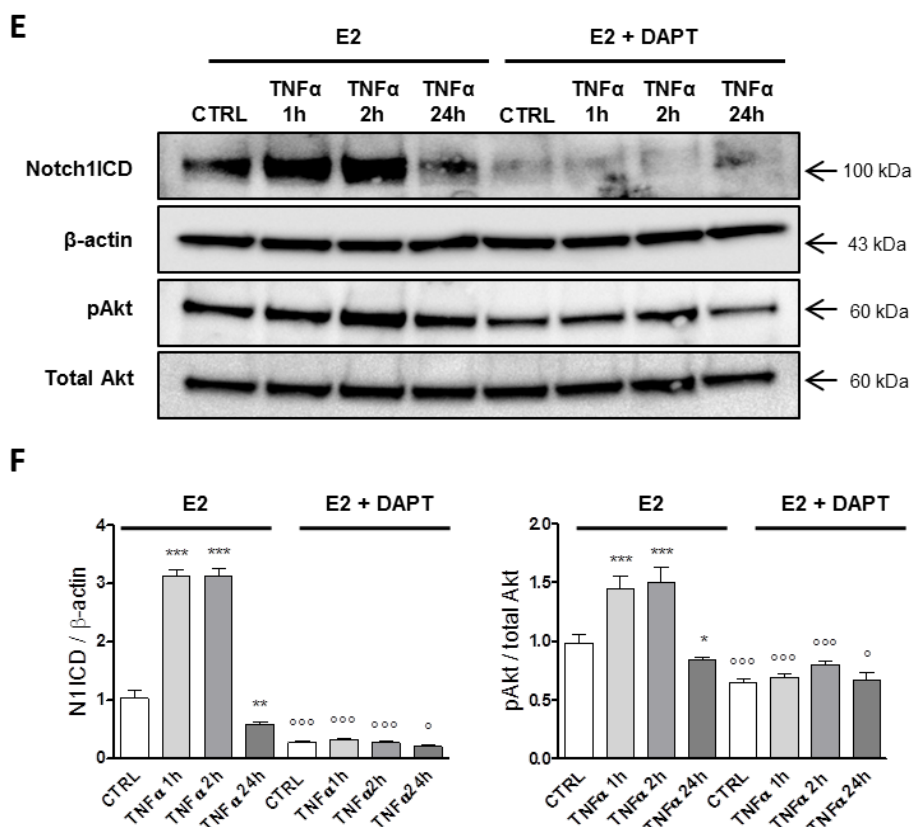 E
E2 E2 + DAPT
CTRL TNFα 1h TNFα 2h TNFα 24h CTRL TNFα 1h TNFα 2h TNFα 24h
Notch1ICD 100 kDa
β-actin 43 kDa
pAkt 60 kDa
Total Akt 60 kDa
F
E2 E2 + DAPT
N1ICD / β-actin
4
3
2
1
0
*** *** ** °°° °°° °°° °
CTRL TNFα 1h TNFα 2h TNFα 24h CTRL TNFα 1h TNFα2h TNFα24h
E2 E2 + DAPT
pAkt / total Akt
2.0
1.5
1.0
0.5
0.0
*** *** * °°° °°° °°° °
CTRL TNFα 1h TNFα 2h TNFα 24h CTRL TNFα 1h TNFα 2h TNFα 24h